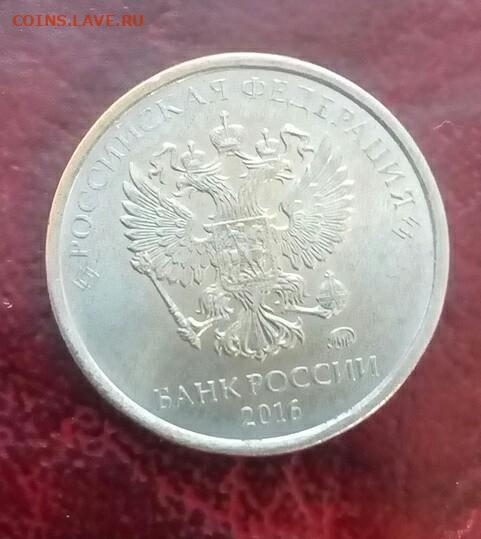 COINS.LAVE.RU
РОССИЙСКАЯ ФЕДЕРАЦИЯ
БАНК РОССИИ
2016